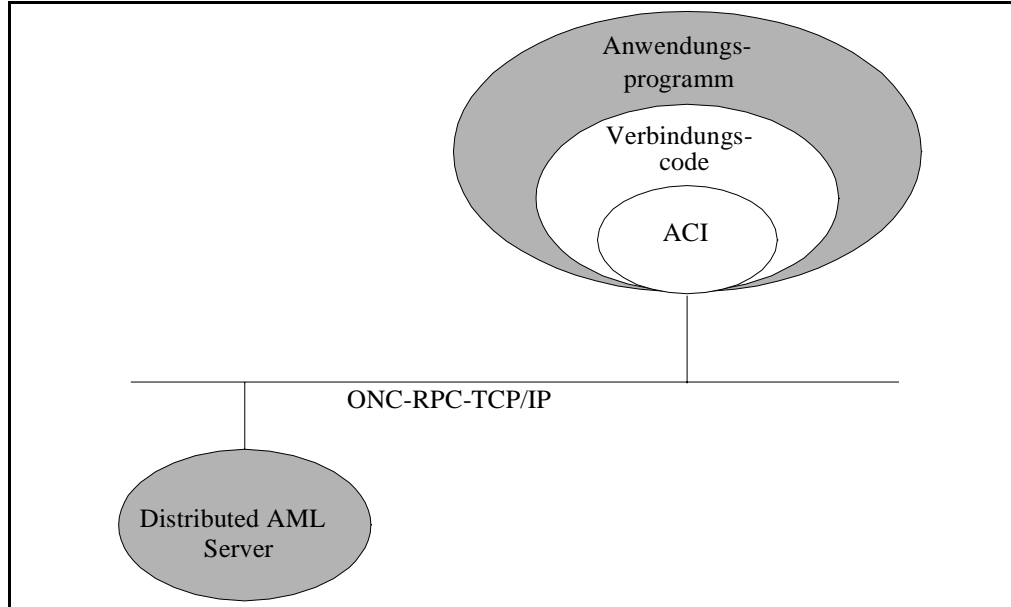 Anwendungs-
programm
Verbindungs-
code
ACI
ONC-RPC-TCP/IP
Distributed AML
Server